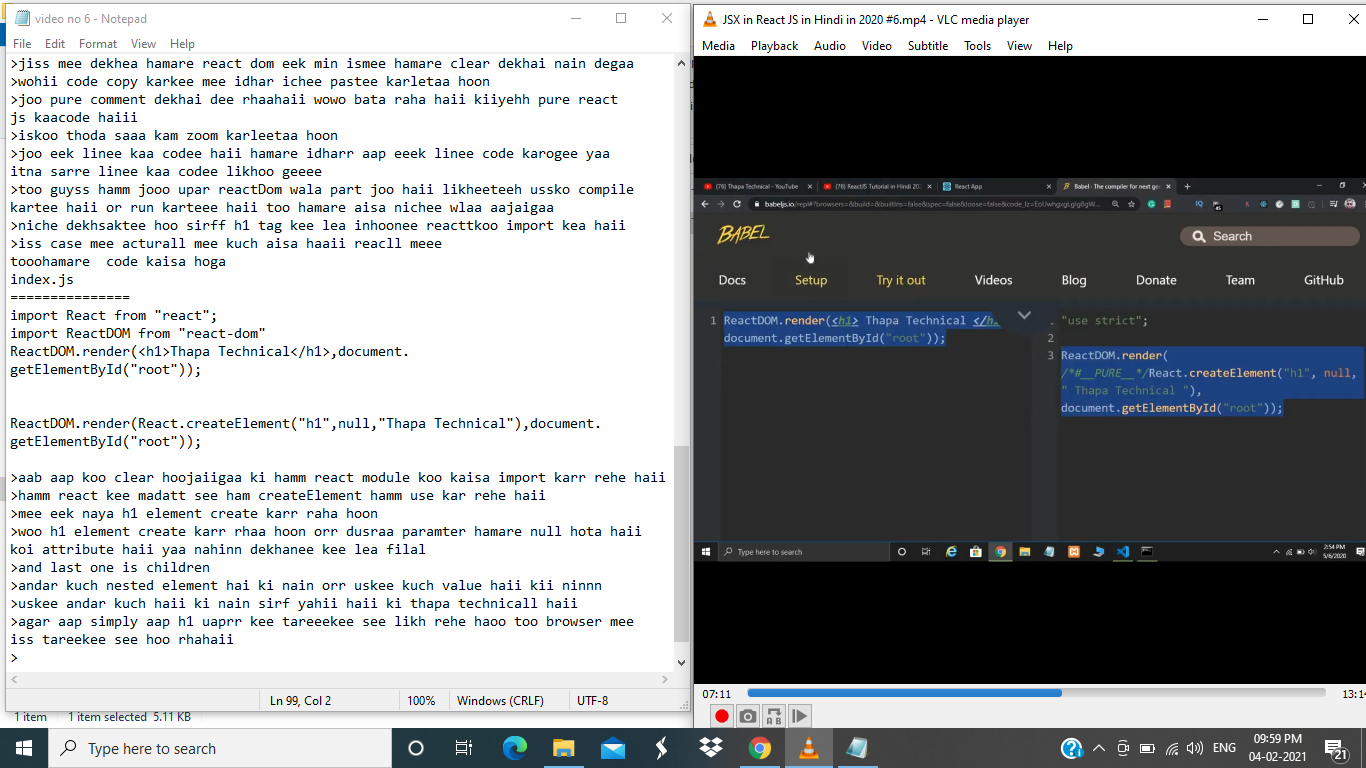 video no 6 - Notepad
File Edit Format View Help
>jiss mee dekhea hamare react dom eek min ismee hamare clear dekhai nain degaa
>wohii code copy karkee mee idhar ichee pastee karletaa hoon
>joo pure comment dekhai dee rhaahaii wowo bata raha haii kiiyehh pure react
js kaacode haiii
>iskoo thoda saaa kam zoom karleetaa hoon
>joo eek linee kaa codee haii hamare idharr aap eeek linee code karogee yaa
itna sarre linee kaa codee likhoo geeee
>too guyss hamm jooo upar reactDom wala part joo haii likheeteeh ussko compile
kartee haii or run karteee haii too hamare aisa nichee wlaa aajaigaa
>niche dekhsaktee hoo sirff h1 tag kee lea inhoonee reacttkoo import kea haii
>iss case mee acturall mee kuch aisa haaii reacll meee
tooohamare  code kaisa hoga
index.js
===============
import React from "react";
import ReactDOM from "react-dom"
ReactDOM.render(<h1>Thapa Technical</h1>,document.
getElementById("root"));
ReactDOM.render(React.createElement("h1",null,"Thapa Technical"),document.
getElementById("root"));
>aab aap koo clear hoojaiigaa ki hamm react module koo kaisa import karr rehe haii
>hamm react kee madatt see ham createElement hamm use kar rehe haii
>mee eek naya h1 element create karr raha hoon
>woo h1 element create karr rhaa hoon orr dusraa paramter hamare null hota haii
koi attribute haii yaa nahinn dekhanee kee lea filal
>and last one is children
>andar kuch nested element hai ki nain orr uskee kuch value haii kii ninnn
>uskee andar kuch haii ki nain sirf yahii haii ki thapa technicall haii
>agar aap simply aap h1 uaprr kee tareeekee see likh rehe haoo too browser mee
iss tareekee see hoo rhahaii
>
Ln 99, Col 2 100% Windows (CRLF) UTF-8
1 item 1 item selected 5.11 KB
JSX in React JS in Hindi in 2020 #6.mp4 - VLC media player
Media Playback Audio Video Subtitle Tools View Help
(76) Thapa Technical - YouTube (76) ReactJS Tutorial in Hindi 202 React App Babel · The compiler for next ge
BABEL
Search
Docs Setup Try it out Videos Blog Donate Team GitHub
1 ReactDOM.render(<h1> Thapa Technical </h
document.getElementById("root"));
"use strict";
2
3 ReactDOM.render(
/*#__PURE__*/React.createElement("h1", null,
" Thapa Technical "),
document.getElementById("root"));
Type here to search
2:54 PM
5/6/2020
07:11 13:14
Type here to search
ENG
09:59 PM
04-02-2021
21